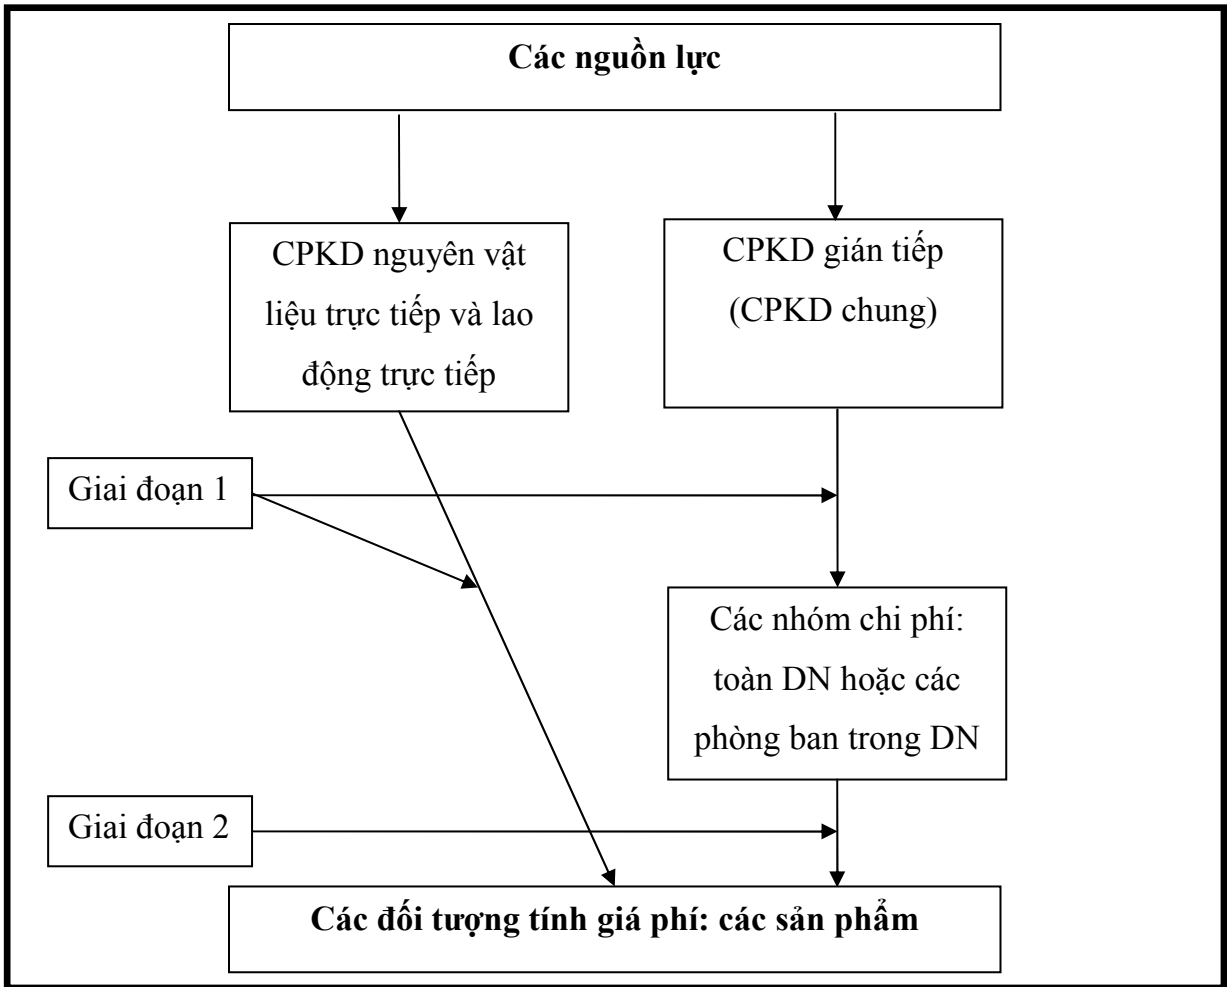 Các nguồn lực
CPKD nguyên vật
liệu trực tiếp và lao
động trực tiếp
CPKD gián tiếp
(CPKD chung)
Giai đoạn 1
Các nhóm chi phí:
toàn DN hoặc các
phòng ban trong DN
Giai đoạn 2
Các đối tượng tính giá phí: các sản phẩm